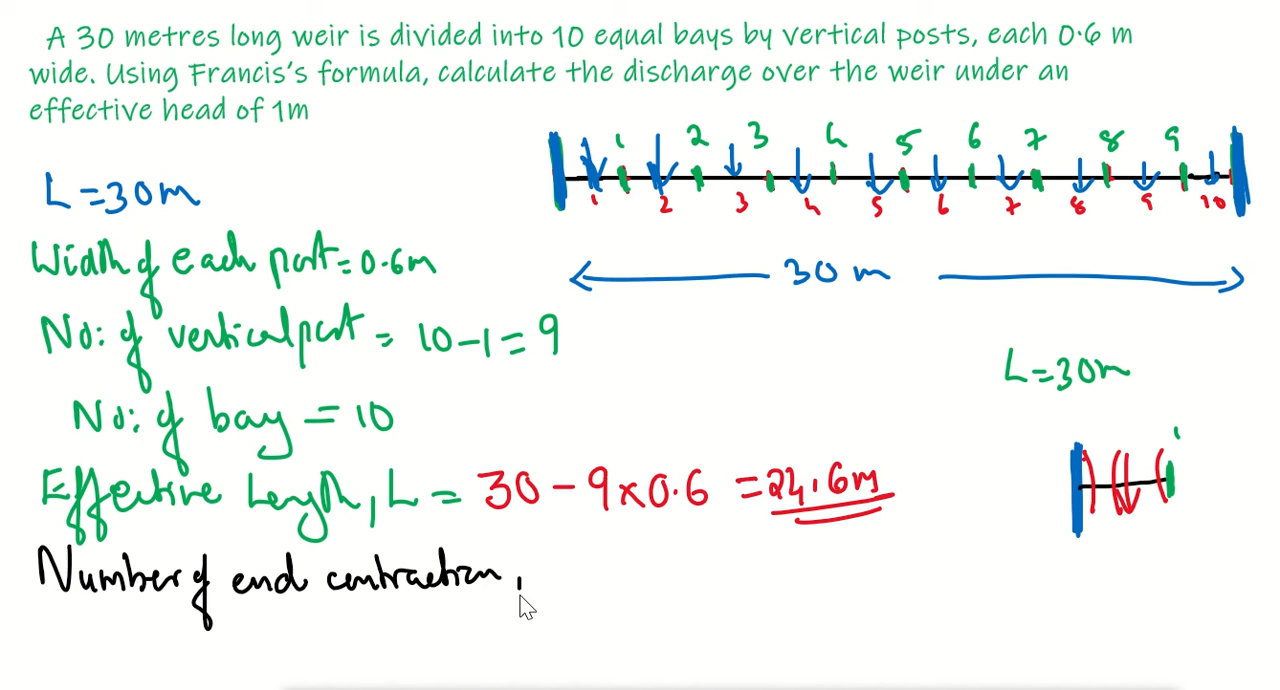 A 30 metres long weir is divided into 10 equal bays by vertical posts, each 0.6 m
wide. Using Francis's formula, calculate the discharge over the weir under an
effective head of 1m
1 2 3 4 5 6 7 8 9
1 2 3 4 5 6 7 8 9 10
30 m
L=30m
Width of each post=0.6m
No: of vertical post = 10-1=9
L=30m
No: of bay = 10
1
Effective Length, L = 30 - 9×0.6 = 24.6m
Number of end contraction,